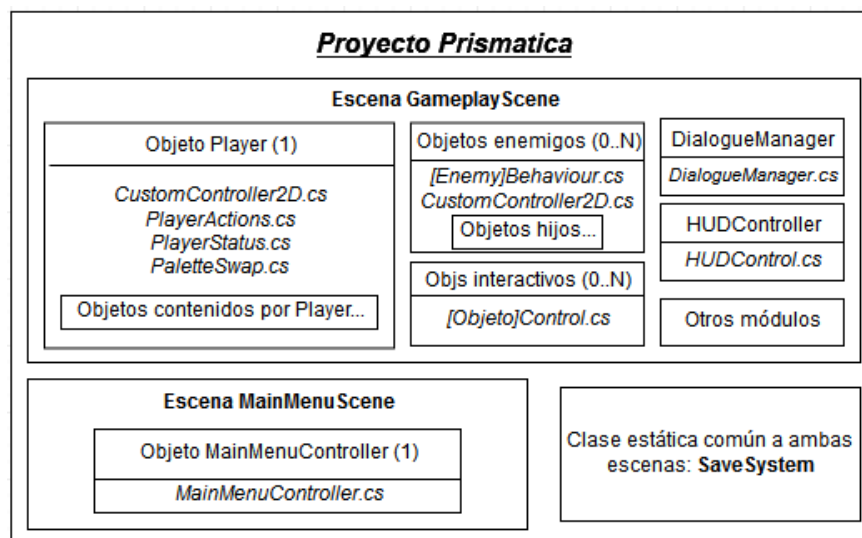 Proyecto Prismatica
Escena GameplayScene
Objeto Player (1)
CustomController2D.cs
PlayerActions.cs
PlayerStatus.cs
PaletteSwap.cs
Objetos contenidos por Player...
Objetos enemigos (0..N)
[Enemy]Behaviour.cs
CustomController2D.cs
Objetos hijos...
Objs interactivos (0..N)
[Objeto]Control.cs
DialogueManager
DialogueManager.cs
HUDController
HUDControl.cs
Otros módulos
Escena MainMenuScene
Objeto MainMenuController (1)
MainMenuController.cs
Clase estática común a ambas
escenas: SaveSystem